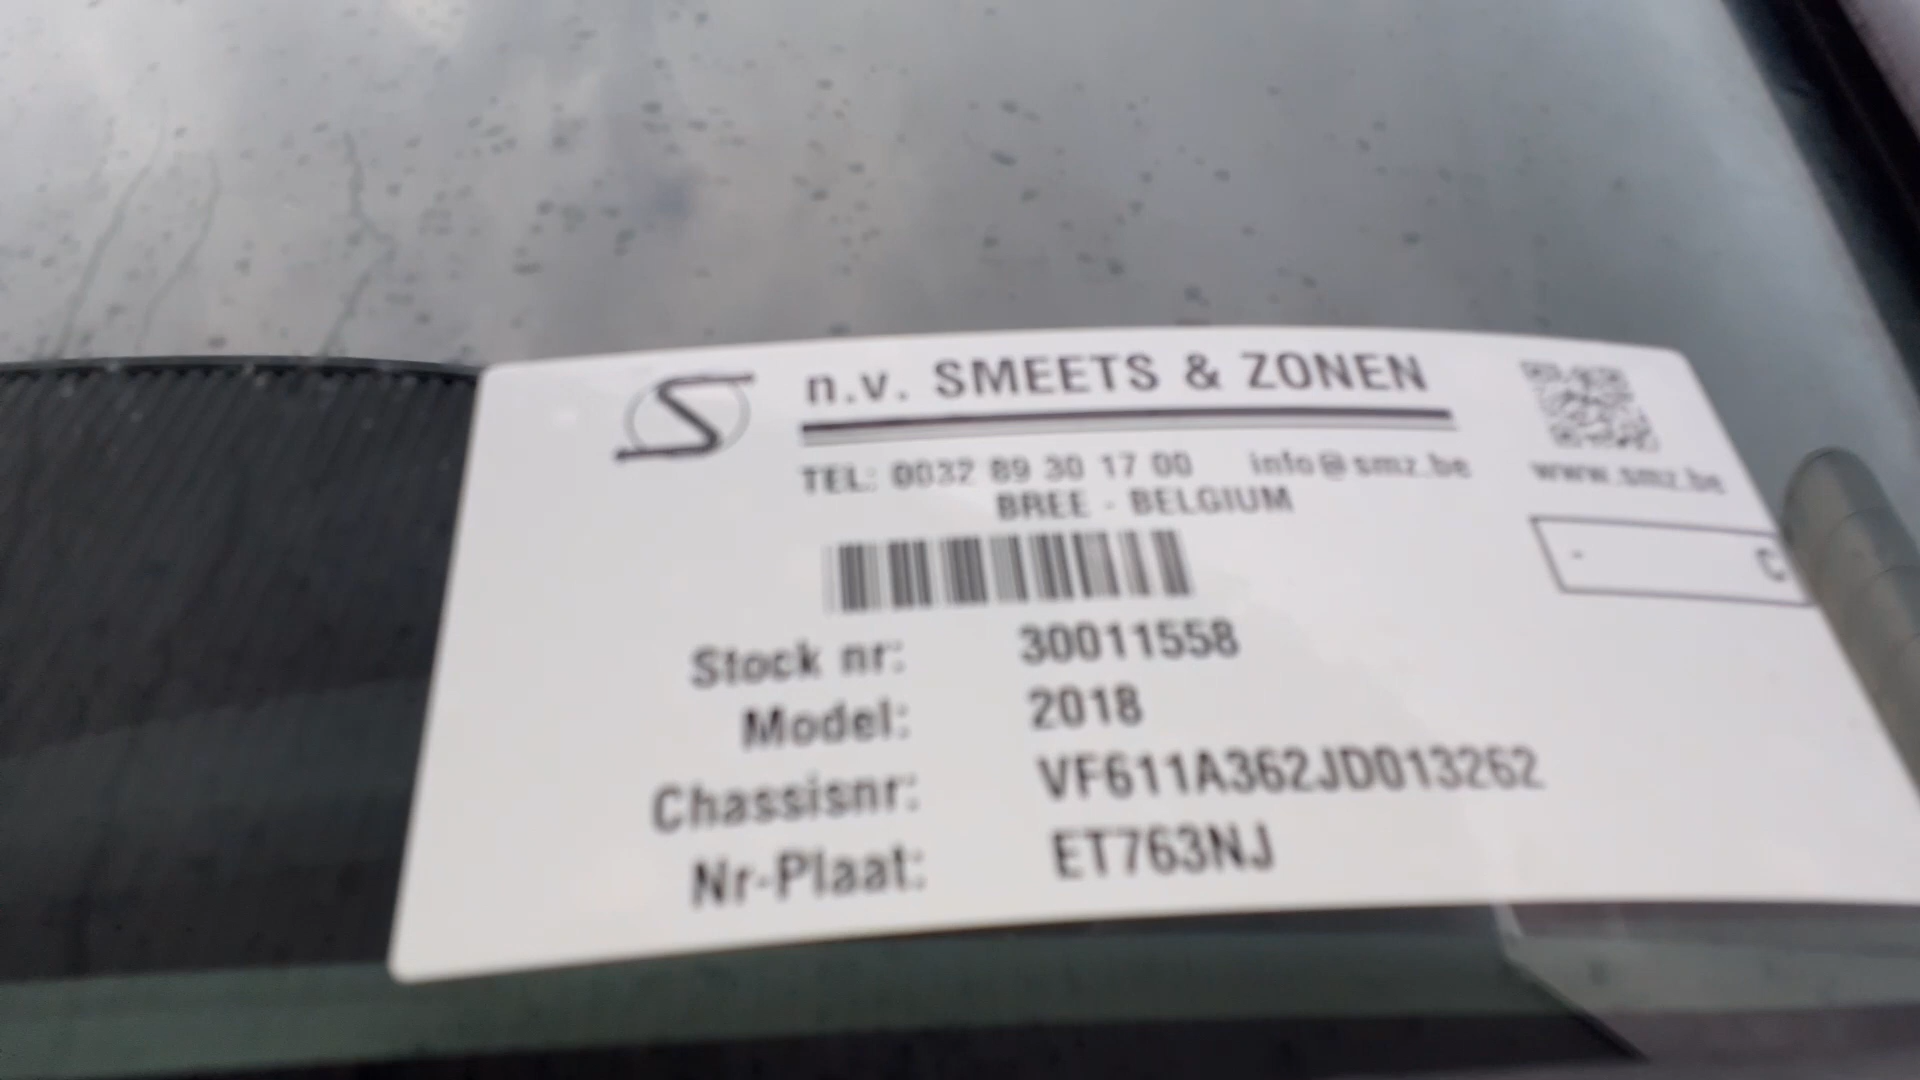 n.v. SMEETS & ZONEN
TEL: 0032 89 30 17 00 info@smz.be
www.smz.be
BREE - BELGIUM
- C
Stock nr: 30011558
Model: 2018
Chassisnr: VF611A362JD013262
Nr-Plaat: ET763NJ